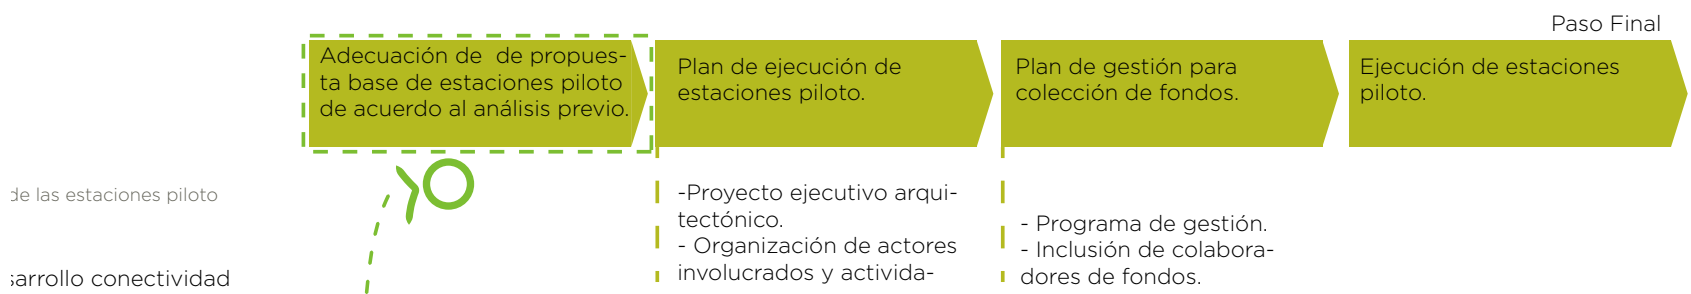 Paso Final
Adecuación de de propues-
ta base de estaciones piloto
de acuerdo al análisis previo.
Plan de ejecución de
estaciones piloto.
Plan de gestión para
colección de fondos.
Ejecución de estaciones
piloto.
de las estaciones piloto
conectividad
-Proyecto ejecutivo arqui-
tectónico.
- Organización de actores
involucrados y activida-
- Programa de gestión.
- Inclusión de colabora-
dores de fondos.